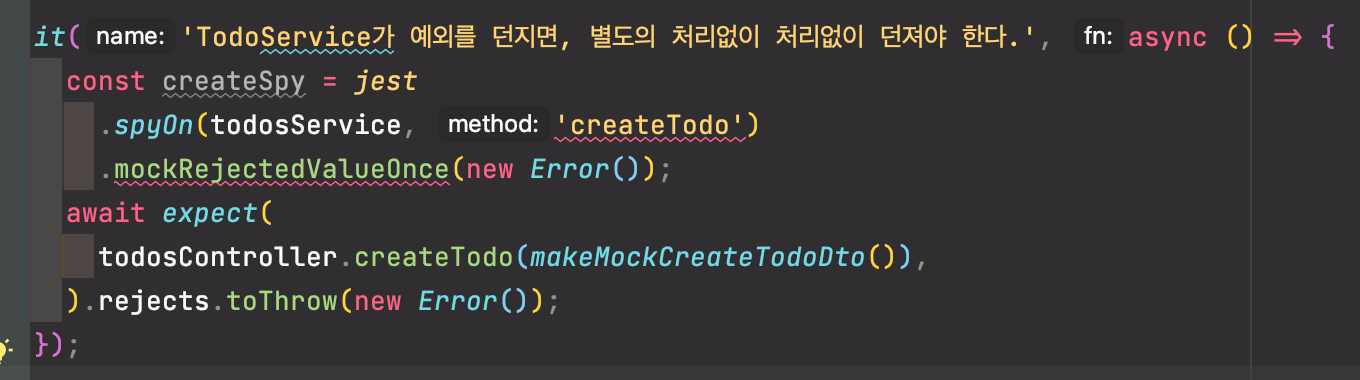 it( name: 'TodoService가 예외를 던지면, 별도의 처리없이 처리없이 던져야 한다.', fn: async () => {
const createSpy = jest
.spyOn(todosService, method: 'createTodo')
.mockRejectedValueOnce(new Error());
await expect(
todosController.createTodo(makeMockCreateTodoDto()),
).rejects.toThrow(new Error());
});